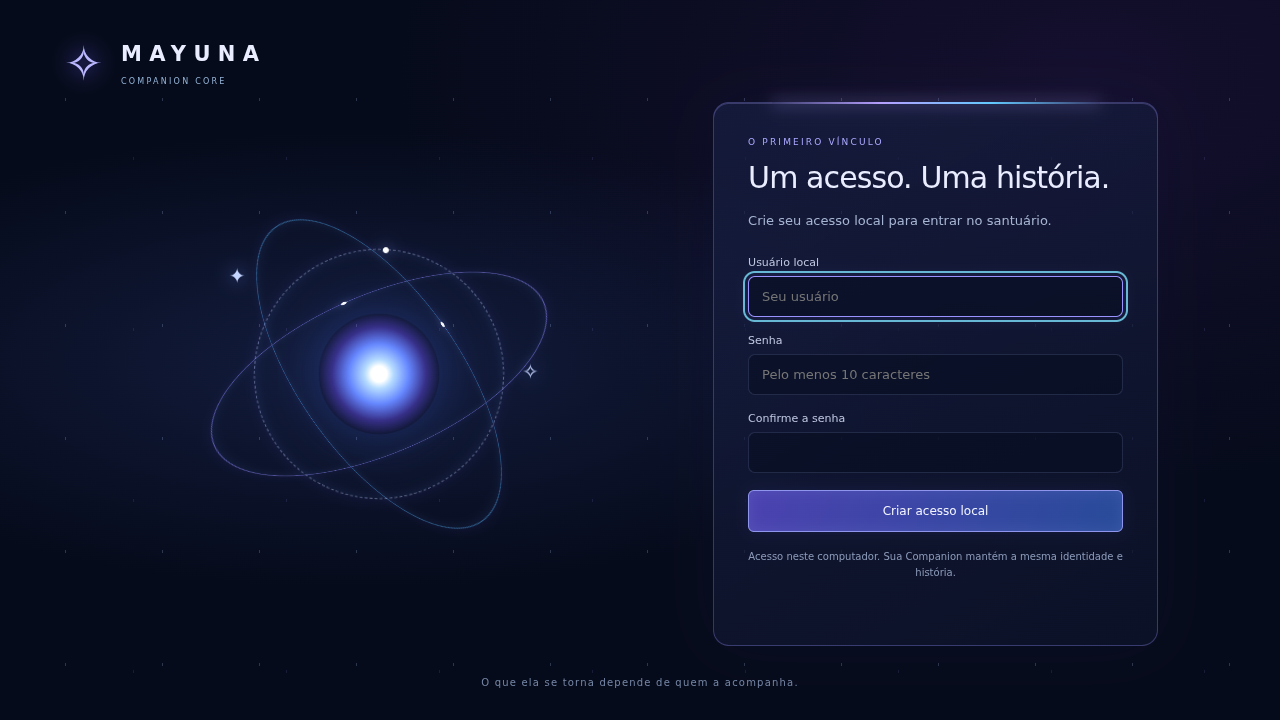 MAYUNA
COMPANION CORE
O PRIMEIRO VÍNCULO
Um acesso. Uma história.
Crie seu acesso local para entrar no santuário.
Usuário local
Seu usuário
Senha
Pelo menos 10 caracteres
Confirme a senha
Criar acesso local
Acesso neste computador. Sua Companion mantém a mesma identidade e
história.
O que ela se torna depende de quem a acompanha.